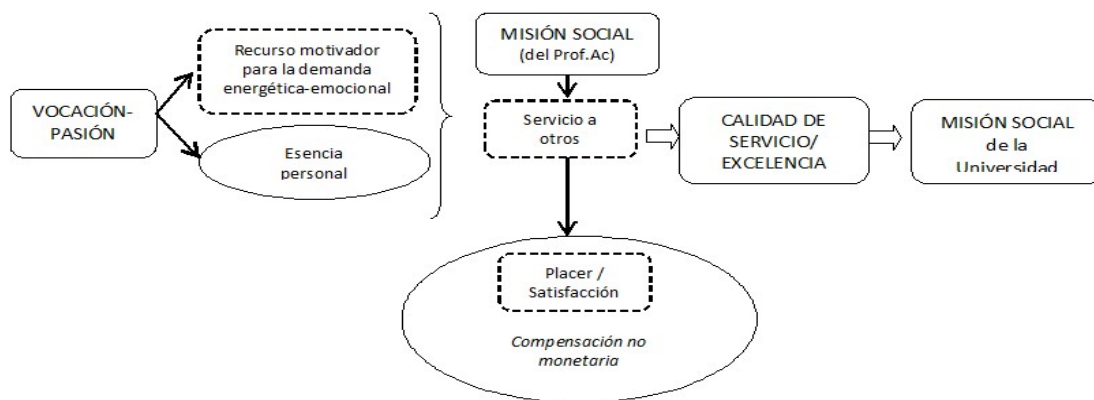 VOCACIÓN-
PASIÓN
Recurso motivador
para la demanda
energética-emocional
Esencia
personal
MISIÓN SOCIAL
(del Prof.Ac)
Servicio a
otros
CALIDAD DE
SERVICIO/
EXCELENCIA
MISIÓN SOCIAL
de la
Universidad
Placer /
Satisfacción
Compensación no
monetaria